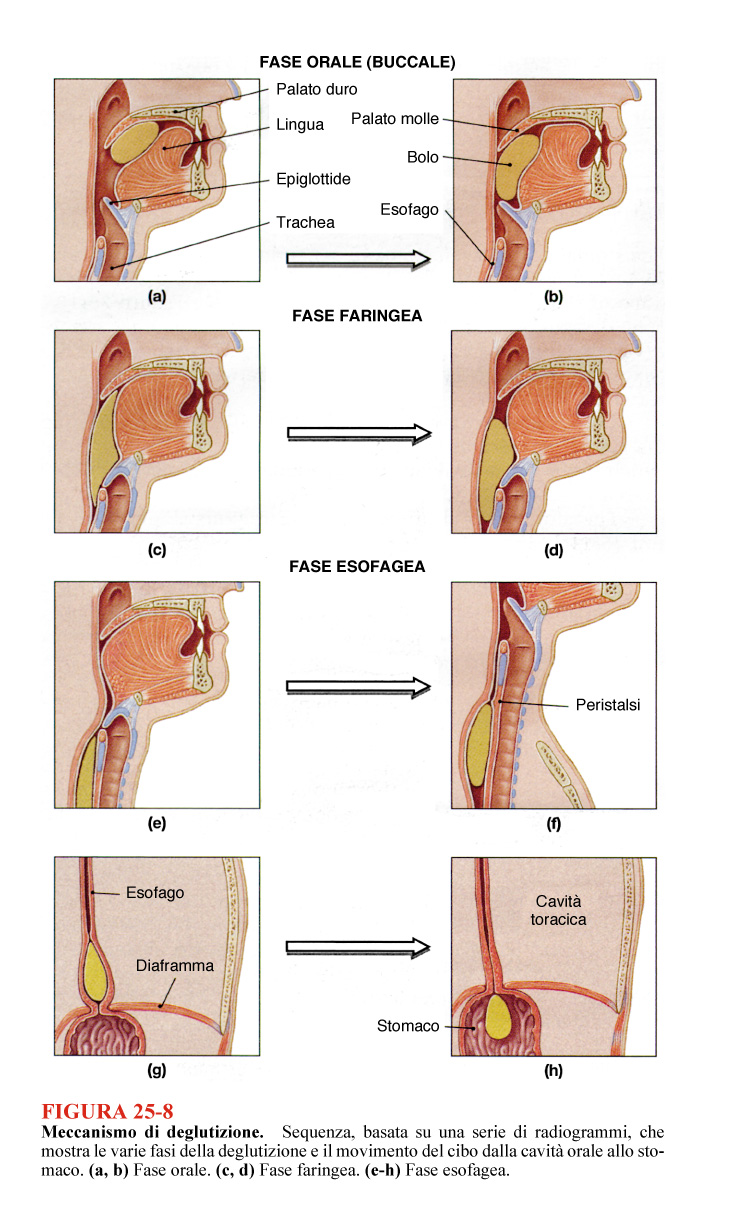 FASE ORALE (BUCCALE)
Palato duro
Lingua
Epiglottide
Trachea
Palato molle
Bolo
Esofago
(a)
(b)
FASE FARINGEA
(c)
(d)
FASE ESOFAGEA
Peristalsi
(e)
(f)
Esofago
Diaframma
Cavità
toracica
Stomaco
(g)
(h)
FIGURA 25-8
Meccanismo di deglutizione. Sequenza, basata su una serie di radiogrammi, che
mostra le varie fasi della deglutizione e il movimento del cibo dalla cavità orale allo sto-
maco. (a, b) Fase orale. (c, d) Fase faringea. (e-h) Fase esofagea.